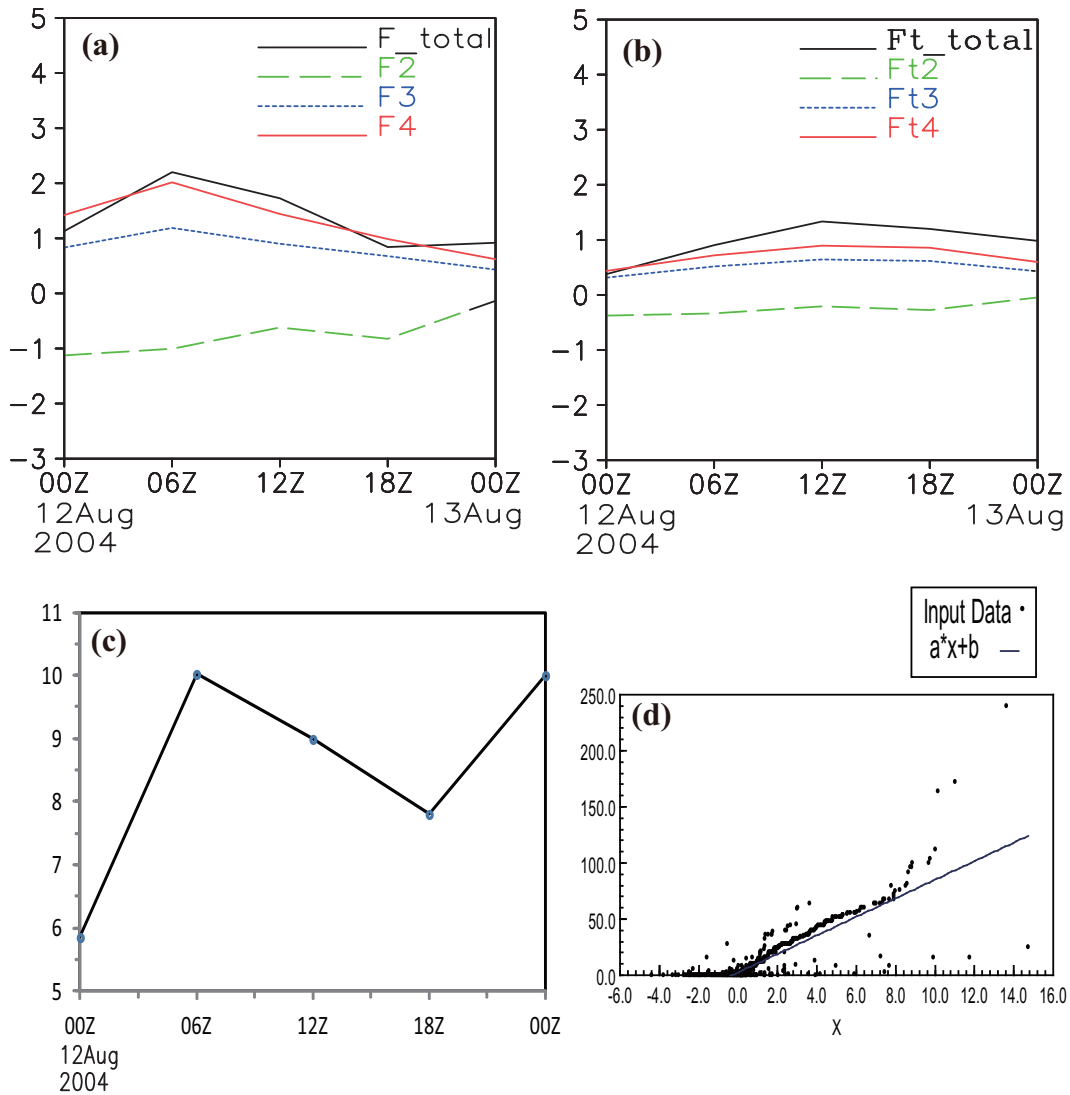 (a)
F_total
F2
F3
F4
5
4
3
2
1
0
−1
−2
−3
00Z 06Z 12Z 18Z 00Z
12Aug 13Aug
2004
(b)
Ft_total
Ft2
Ft3
Ft4
5
4
3
2
1
0
−1
−2
−3
00Z 06Z 12Z 18Z 00Z
12Aug 13Aug
2004
(c)
11
10
9
8
7
6
5
00Z 06Z 12Z 18Z 00Z
12Aug
2004
Input Data
a*x+b
(d)
250.0
200.0
150.0
100.0
50.0
0.0
-6.0 -4.0 -2.0 0.0 2.0 4.0 6.0 8.0 10.0 12.0 14.0 16.0
X